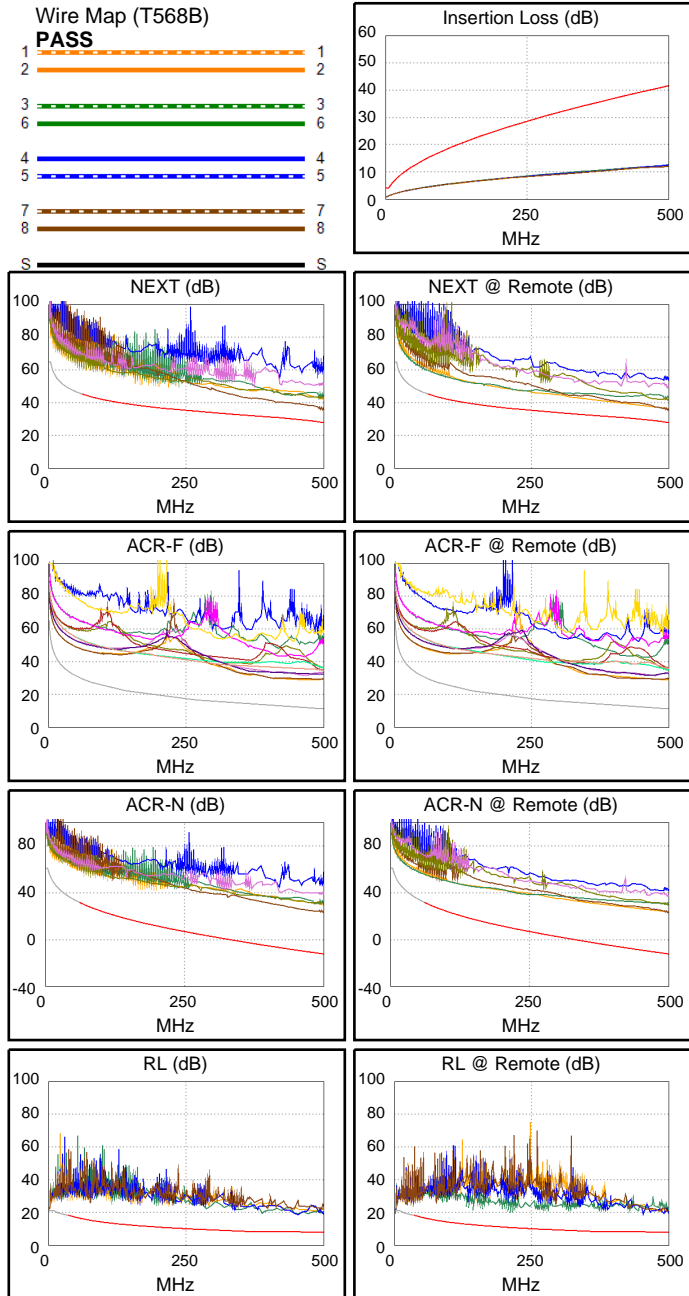 Wire Map (T568B)
PASS
1 1
2 2
3 3
6 6
4 4
5 5
7 7
8 8
S S
Insertion Loss (dB)
60
50
40
30
20
10
0
0 250 500
MHz
NEXT (dB)
100
80
60
40
20
0
0 250 500
MHz
NEXT @ Remote (dB)
100
80
60
40
20
0
0 250 500
MHz
ACR-F (dB)
100
80
60
40
20
0
0 250 500
MHz
ACR-F @ Remote (dB)
100
80
60
40
20
0
0 250 500
MHz
ACR-N (dB)
80
40
0
-40
0 250 500
MHz
ACR-N @ Remote (dB)
80
40
0
-40
0 250 500
MHz
RL (dB)
100
80
60
40
20
0
0 250 500
MHz
RL @ Remote (dB)
100
80
60
40
20
0
0 250 500
MHz